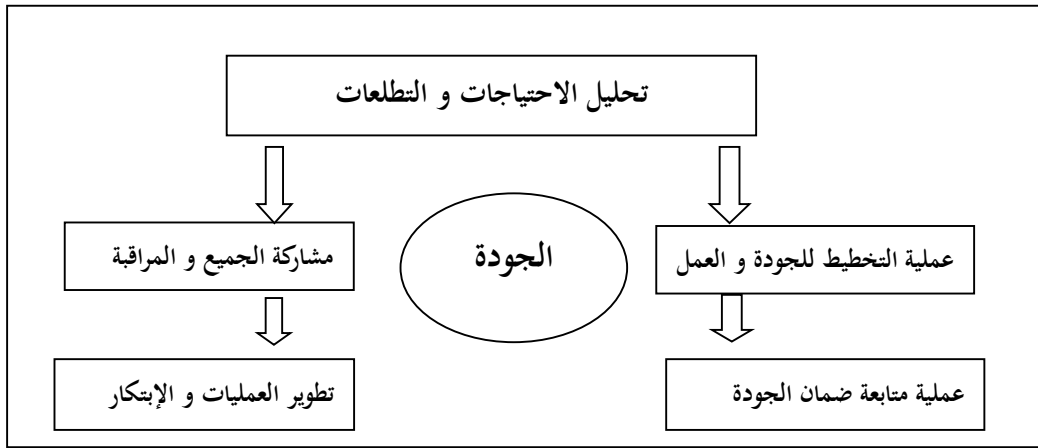 تحليل الاحتياجات و التطلعات
عملية التخطيط للجودة و العمل
الجودة
مشاركة الجميع و المراقبة
عملية متابعة ضمان الجودة
تطوير العمليات و الإبتكار